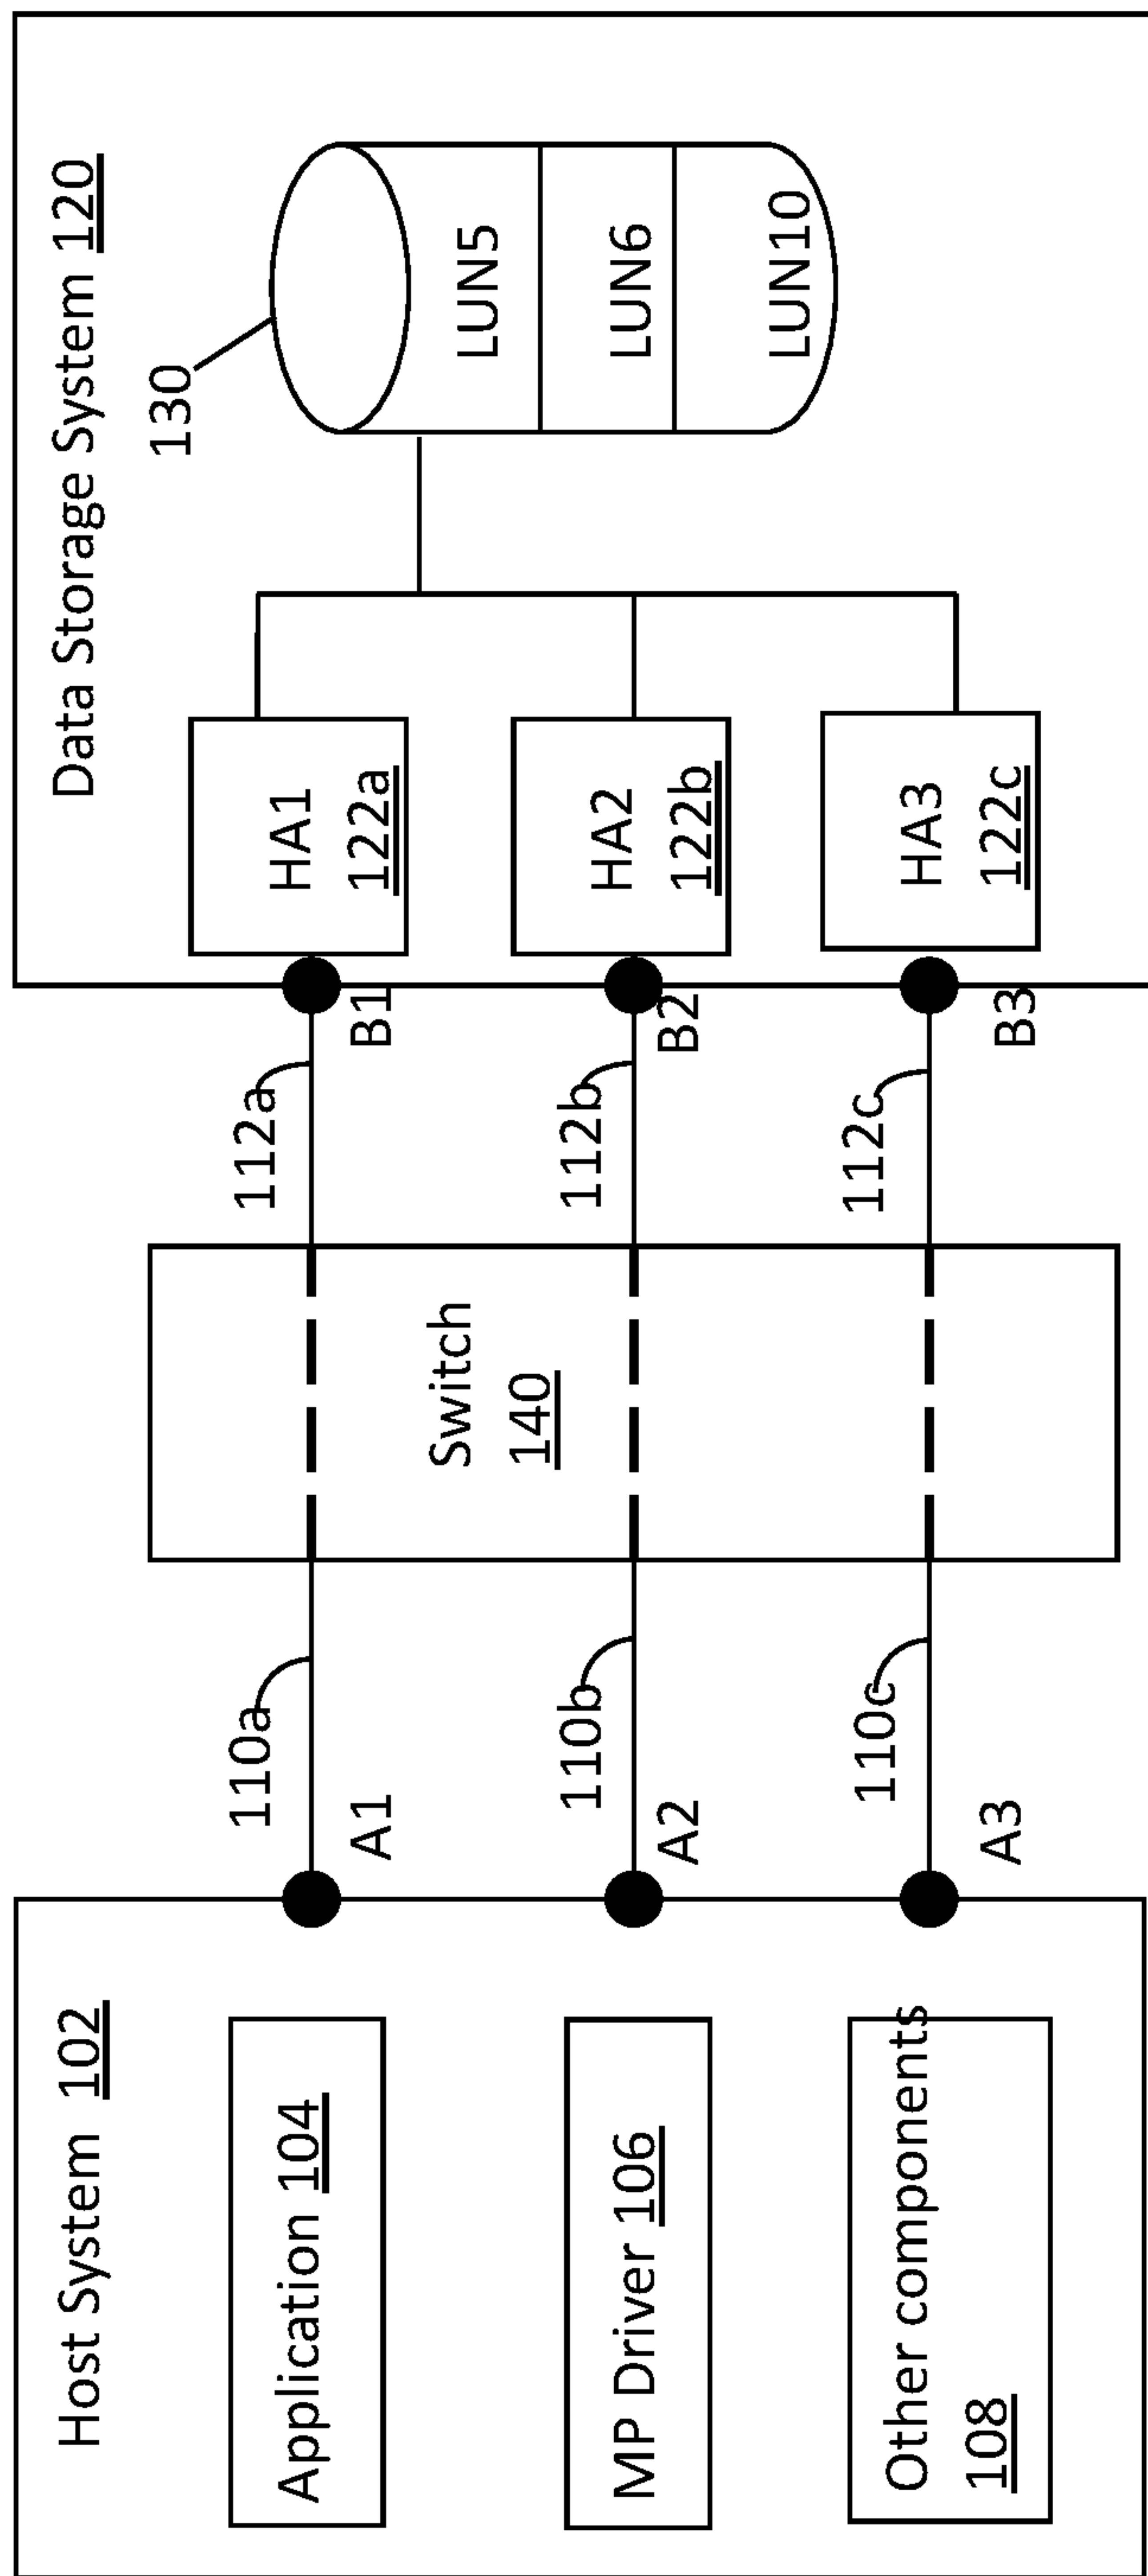 Host System 102
Application 104
MP Driver 106
Other components
108
110a
A1
110b
A2
110c
A3
Switch
140
112a
B1
112b
B2
112c
B3
Data Storage System 120
HA1
122a
HA2
122b
HA3
122c
130
LUN5
LUN6
LUN10